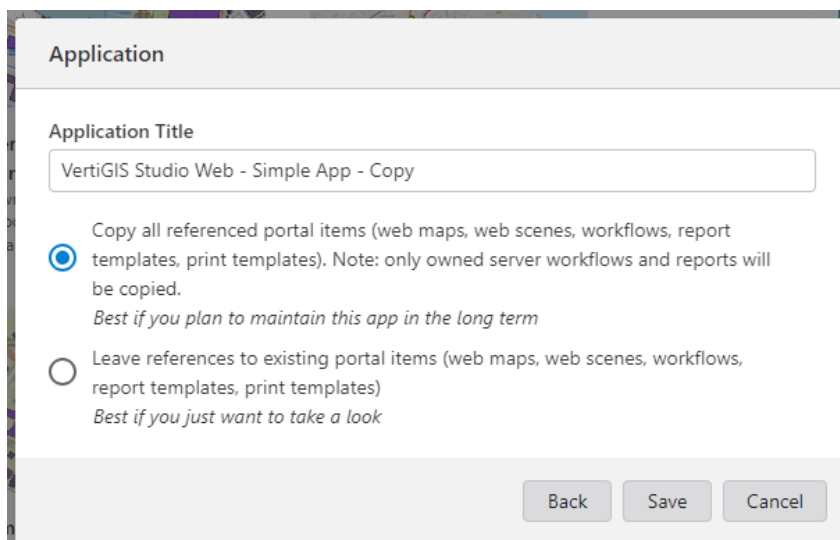 Application
Application Title
VertiGIS Studio Web - Simple App - Copy
Copy all referenced portal items (web maps, web scenes, workflows, report
templates, print templates). Note: only owned server workflows and reports will
be copied.
Best if you plan to maintain this app in the long term
Leave references to existing portal items (web maps, web scenes, workflows,
report templates, print templates)
Best if you just want to take a look
Back Save Cancel